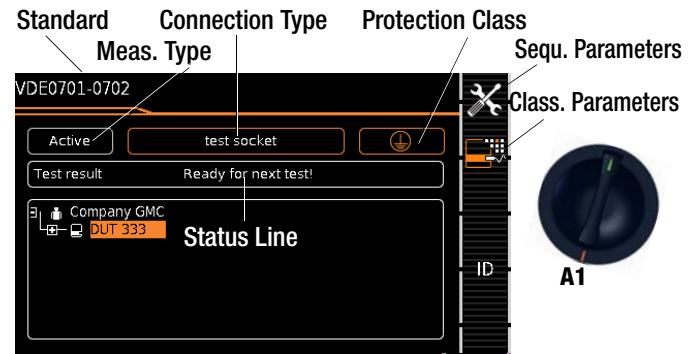 Standard Connection Type Protection Class
Meas. Type Sequ. Parameters
VDE0701-0702
Class. Parameters
Active test socket
Test result Ready for next test!
Company GMC
DUT 333
Status Line
ID
A1